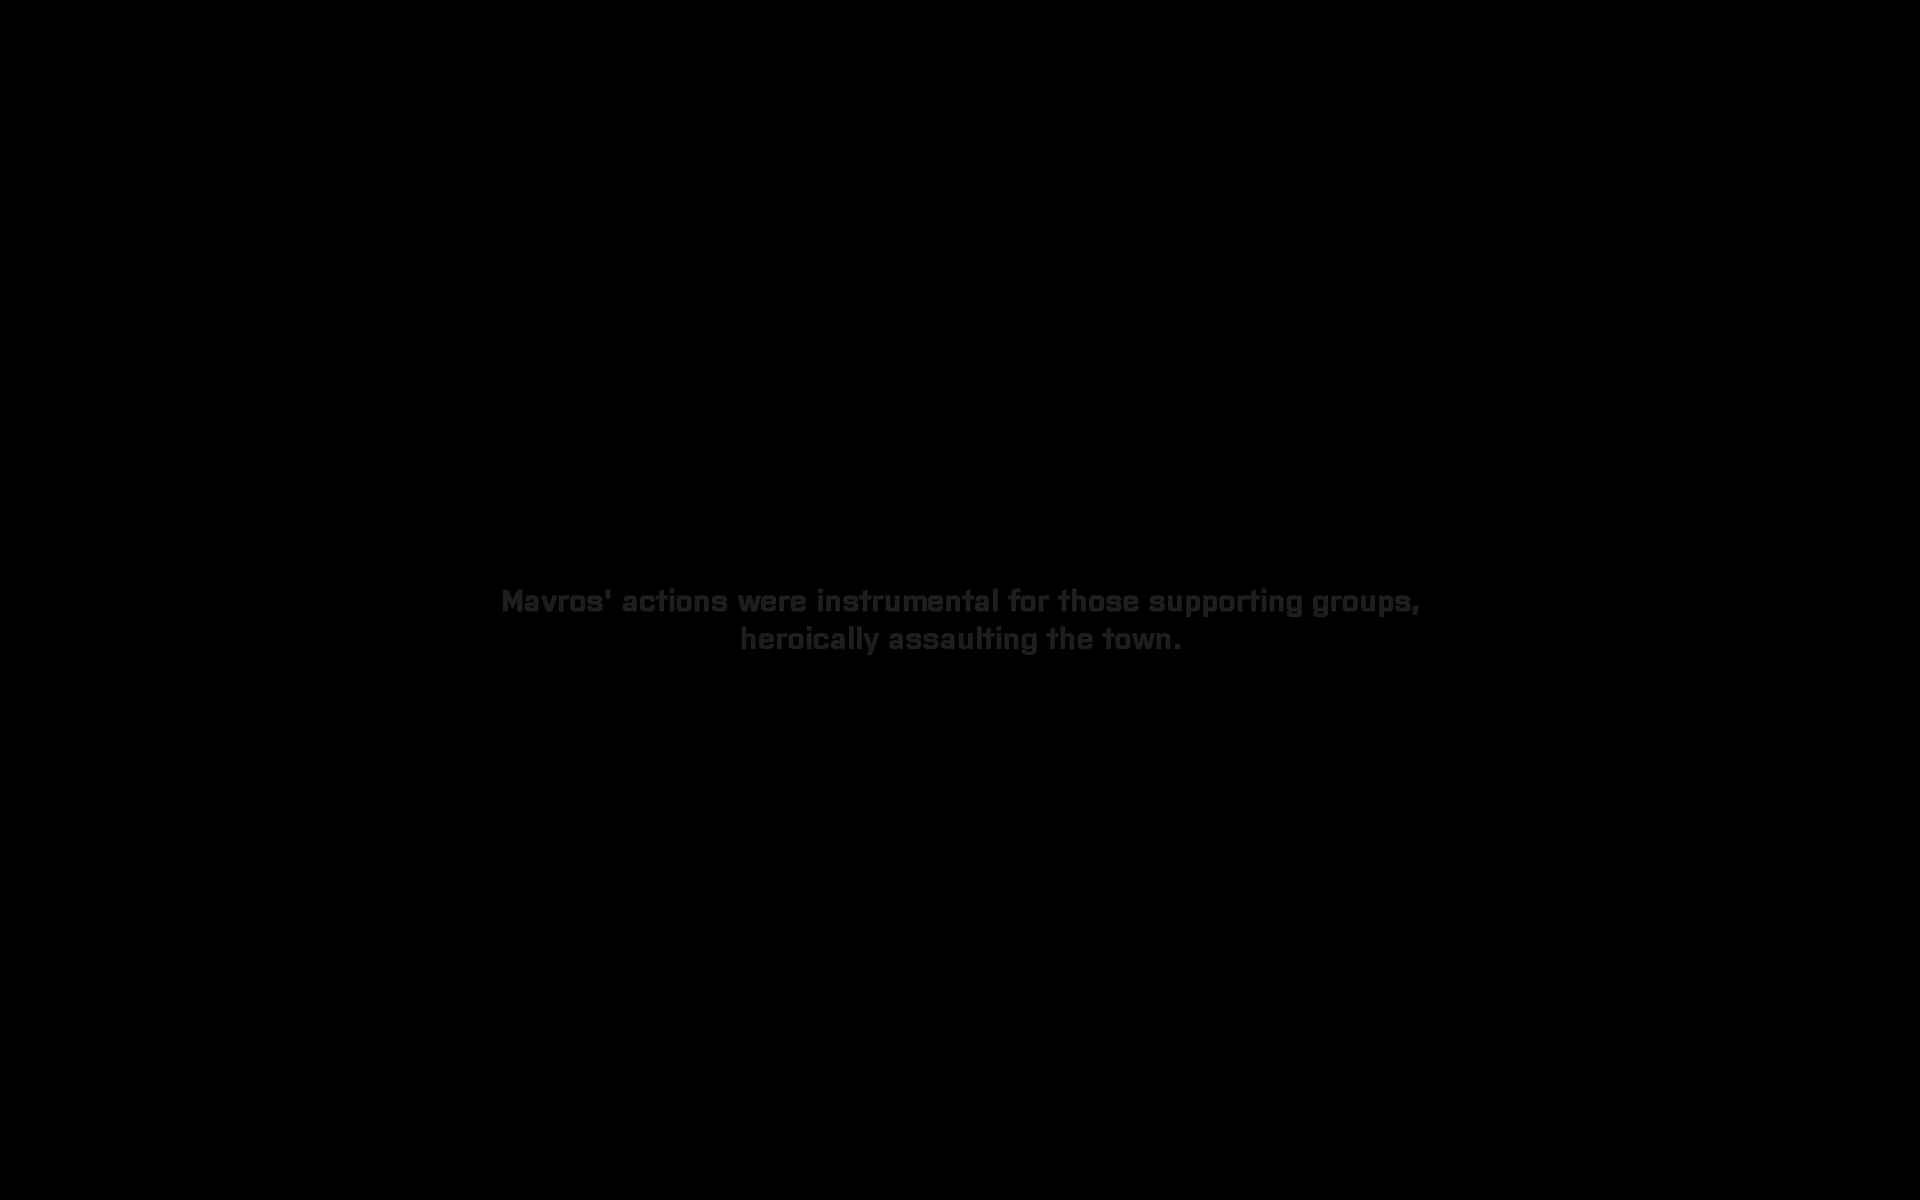 Mavros' actions were instrumental for those supporting groups,
heroically assaulting the town.